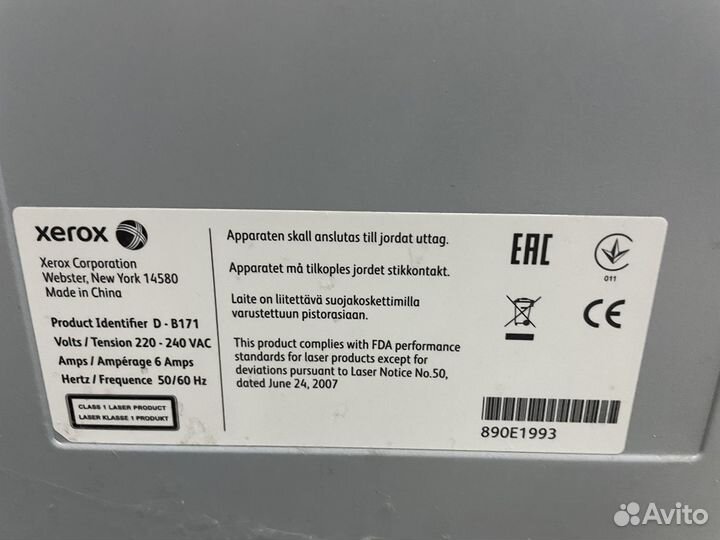 xerox
Xerox Corporation
Webster, New York 14580
Made in China
Product Identifier D - B171
Volts / Tension 220 - 240 VAC
Amps / Ampérage 6 Amps
Hertz / Frequence 50/60 Hz
CLASS 1 LASER PRODUCT
LASER KLASSE 1 PRODUKT
Apparaten skall anslutas till jordat uttag.
Apparatet må tilkoples jordet stikkontakt.
Laite on liitettävä suojakoskettimilla
varustettuun pistorasiaan.
This product complies with FDA performance
standards for laser products except for
deviations pursuant to Laser Notice No.50,
dated June 24, 2007
EAC
011
CE
890E1993
Avito